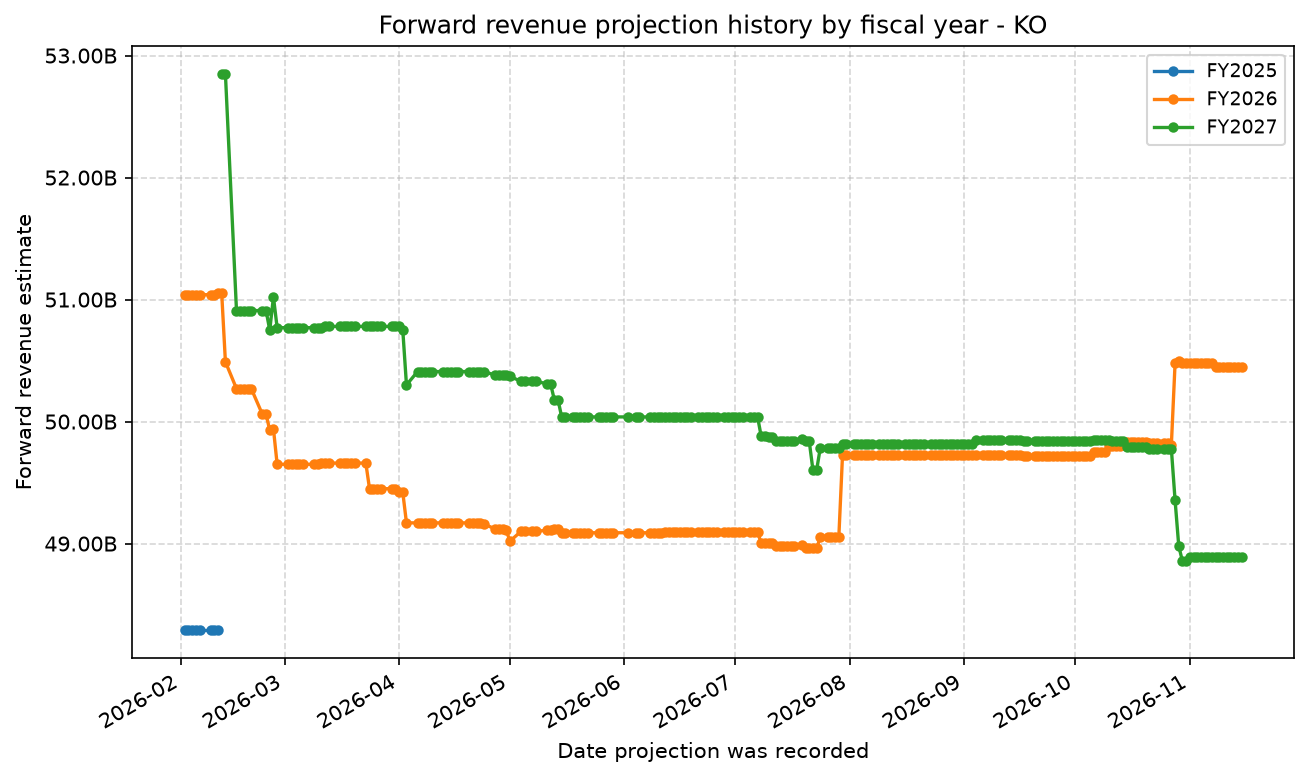 Forward revenue projection history by fiscal year - KO
FY2025
FY2026
FY2027
Forward revenue estimate
53.00B
52.00B
51.00B
50.00B
49.00B
2026-02
2026-03
2026-04
2026-05
2026-06
2026-07
2026-08
2026-09
2026-10
2026-11
Date projection was recorded